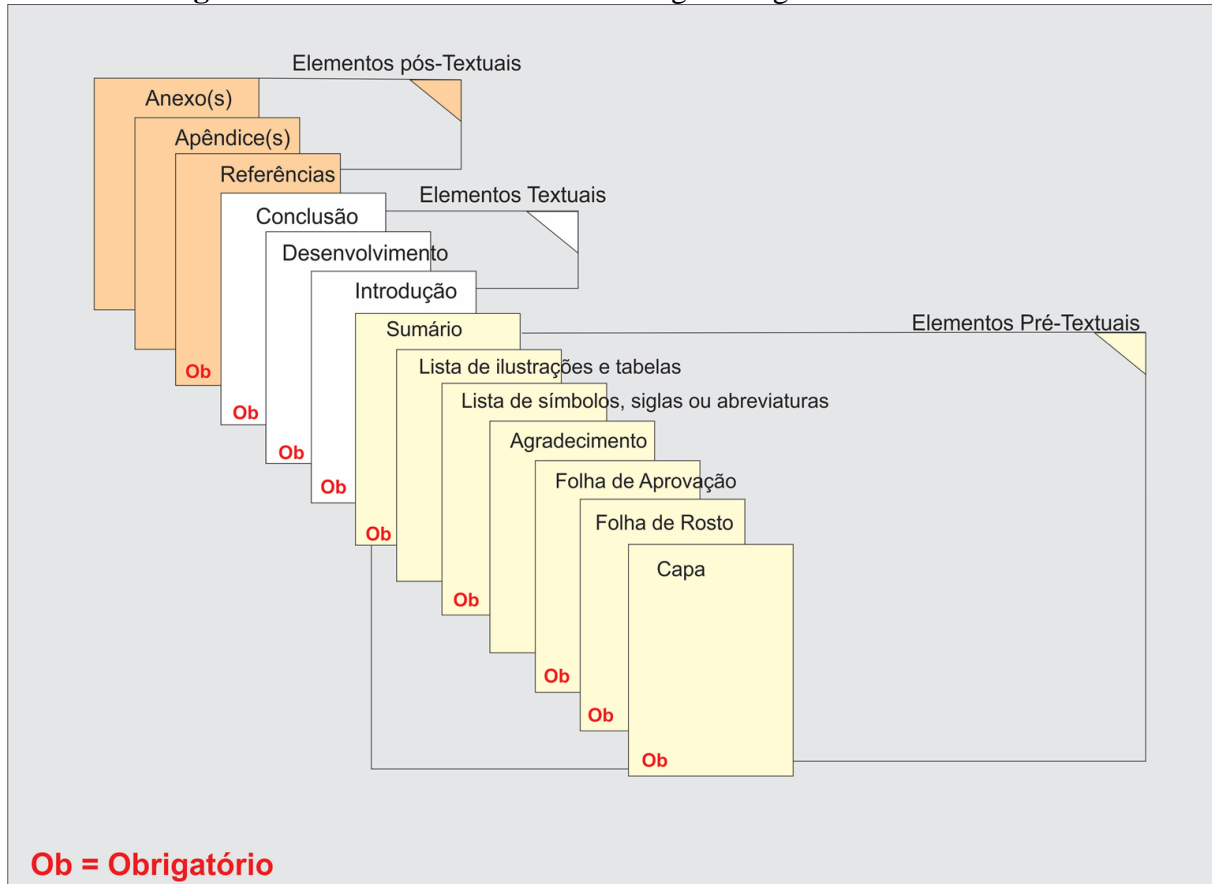 Elementos pós-Textuais
Anexo(s)
Apêndice(s)
Referências
Elementos Textuais
Conclusão
Desenvolvimento
Introdução
Elementos Pré-Textuais
Sumário
Lista de ilustrações e tabelas
Ob
Lista de símbolos, siglas ou abreviaturas
Ob
Agradecimento
Ob
Folha de Aprovação
Ob
Folha de Rosto
Ob
Capa
Ob
Ob
Ob
Ob
Ob = Obrigatório